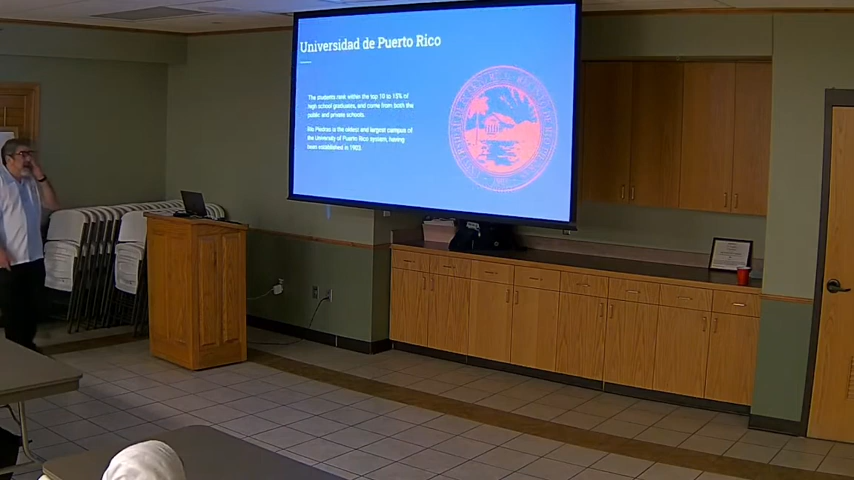 Universidad de Puerto Rico
The students rank within the top 10 to 15% of
high school graduates, and come from both the
public and private schools.
Río Piedras is the oldest and largest campus of
the University of Puerto Rico system, having
been established in 1903.